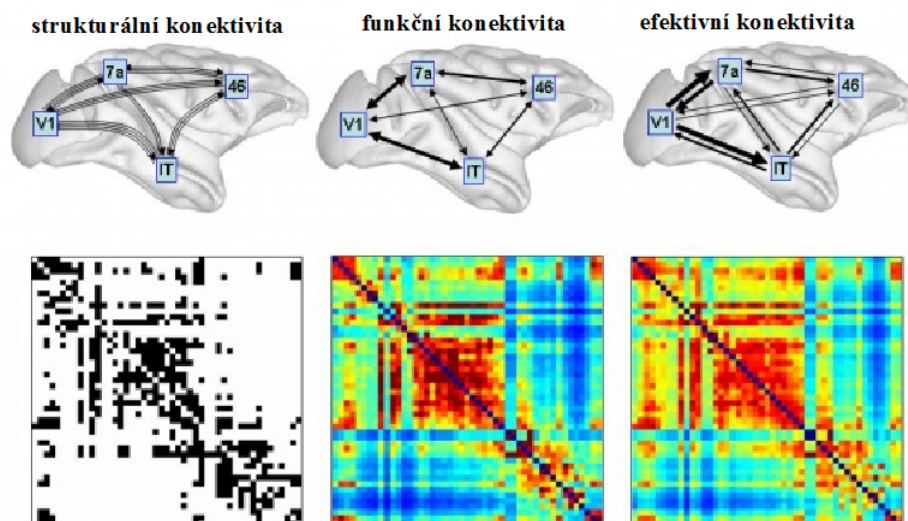 strukturální konektivita
funkční konektivita
efektivní konektivita
7a
46
V1
IT
7a
46
V1
IT
7a
46
V1
IT